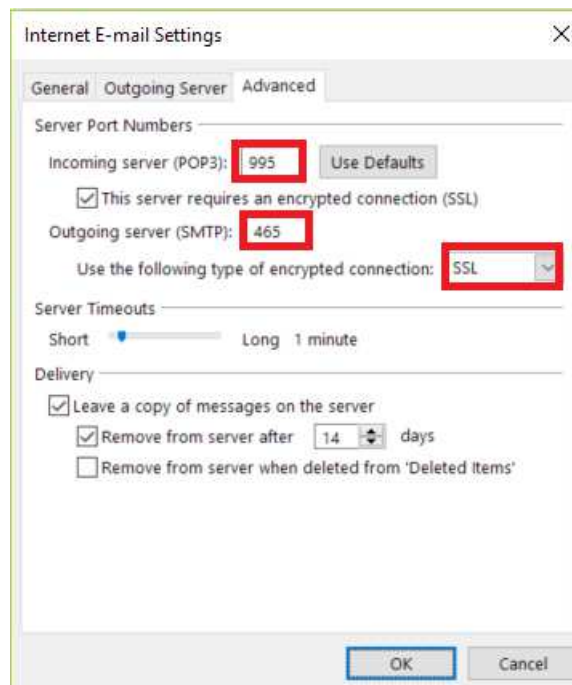 Internet E-mail Settings
General Outgoing Server Advanced
Server Port Numbers
Incoming server (POP3): 995 Use Defaults
This server requires an encrypted connection (SSL)
Outgoing server (SMTP): 465
Use the following type of encrypted connection: SSL
Server Timeouts
Short Long 1 minute
Delivery
Leave a copy of messages on the server
Remove from server after 14 days
Remove from server when deleted from 'Deleted Items'
OK Cancel